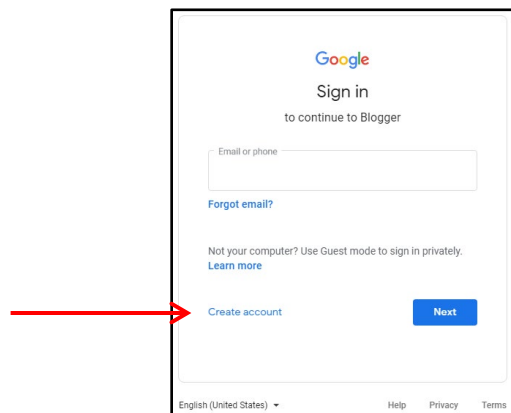 Google
Sign in
to continue to Blogger
Email or phone
Forgot email?
Not your computer? Use Guest mode to sign in privately.
Learn more
Create account Next
English (United States) Help Privacy Terms